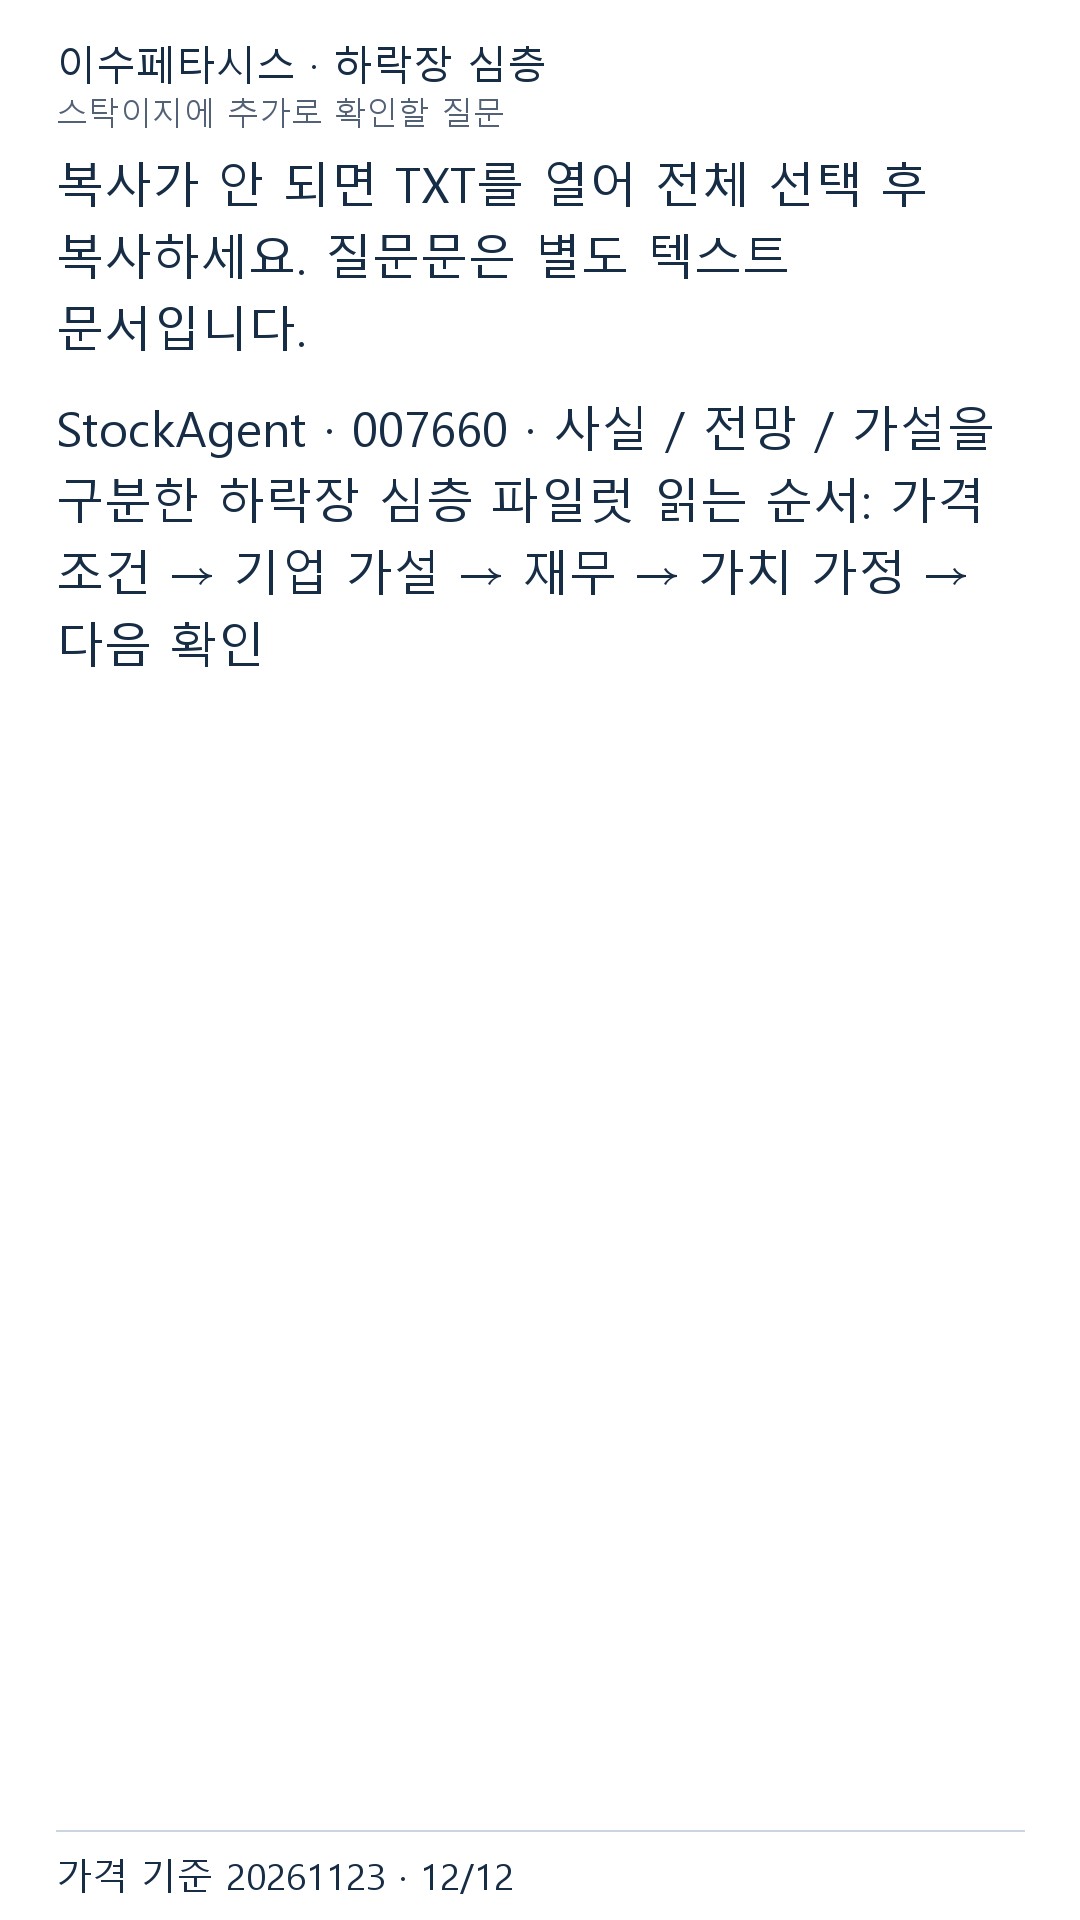 이수페타시스 · 하락장 심층
스탁이지에 추가로 확인할 질문
복사가 안 되면 TXT를 열어 전체 선택 후
복사하세요. 질문문은 별도 텍스트
문서입니다.
StockAgent · 007660 · 사실 / 전망 / 가설을
구분한 하락장 심층 파일럿 읽는 순서: 가격
조건 → 기업 가설 → 재무 → 가치 가정 →
다음 확인
가격 기준 20261123 · 12/12